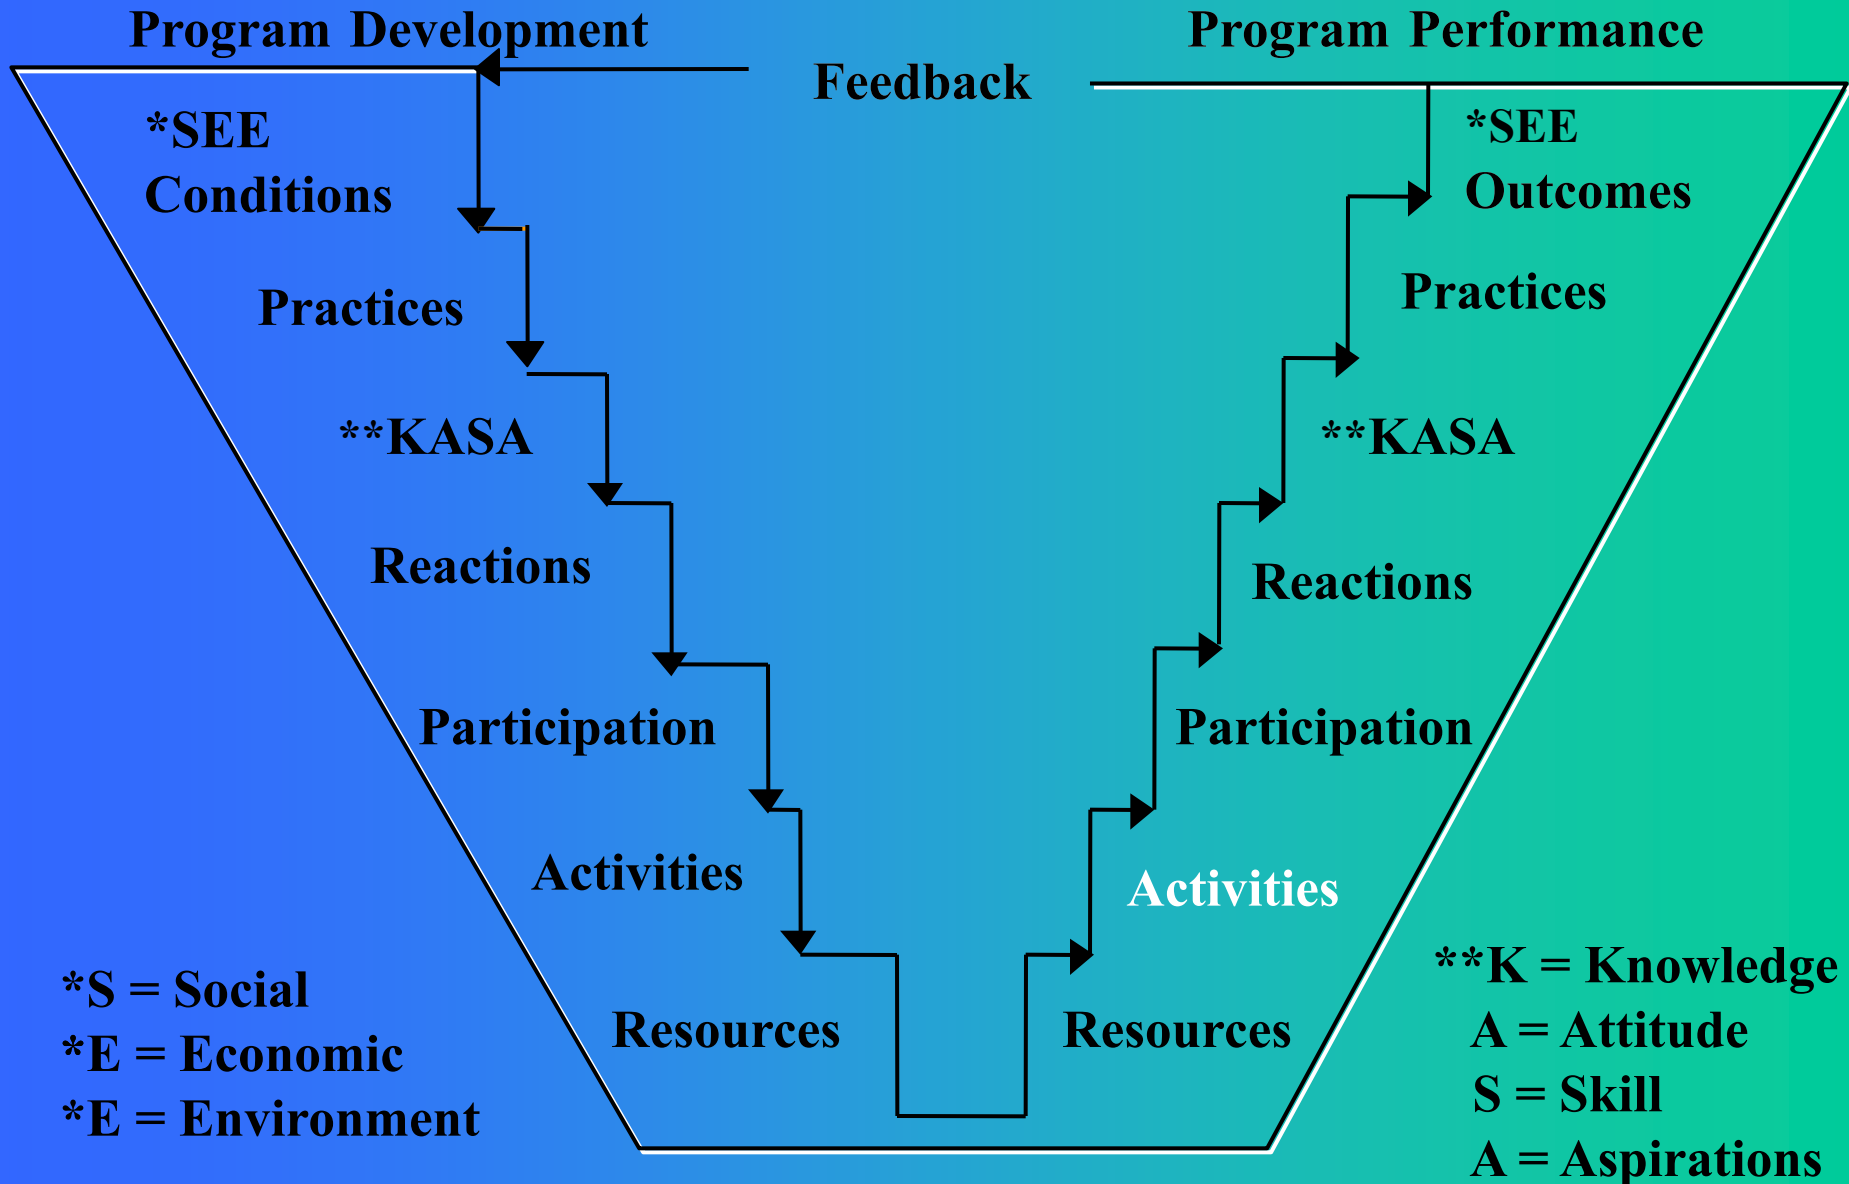 Program Development
Program Performance
Feedback
*SEE
Conditions
*SEE
Outcomes
Practices
Practices
**KASA
**KASA
Reactions
Reactions
Participation
Participation
Activities
Activities
Resources
Resources
*S = Social
*E = Economic
*E = Environment
**K = Knowledge
A = Attitude
S = Skill
A = Aspirations